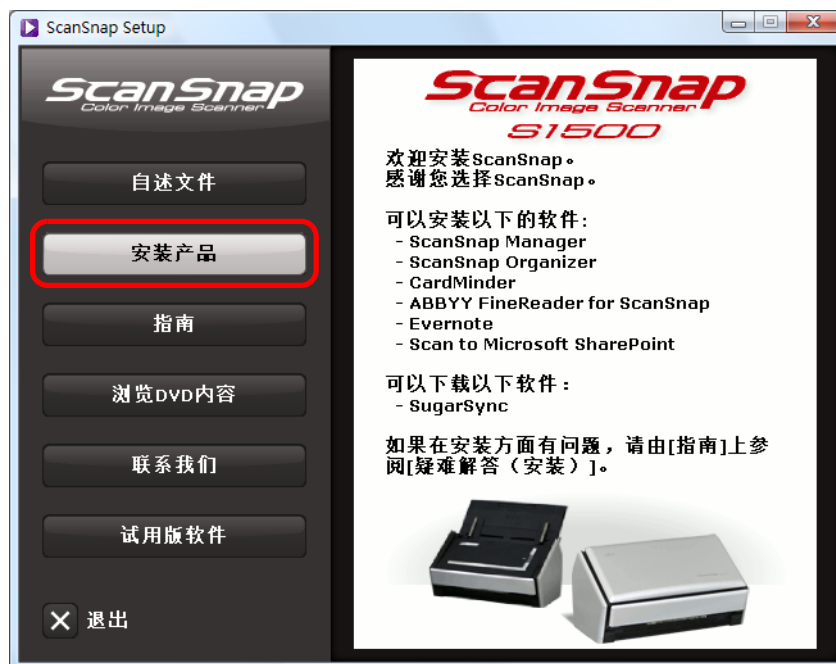 ScanSnap Setup
ScanSnap
Color Image Scanner
自述文件
安装产品
指南
浏览DVD内容
联系我们
试用版软件
退出
ScanSnap
Color Image Scanner
S1500
欢迎安装ScanSnap。
感谢您选择ScanSnap。
可以安装以下的软件:
- ScanSnap Manager
- ScanSnap Organizer
- CardMinder
- ABBYY FineReader for ScanSnap
- Evernote
- Scan to Microsoft SharePoint
可以下载以下软件：
- SugarSync
如果在安装方面有问题，请由[指南]上参
阅[疑难解答（安装）]。